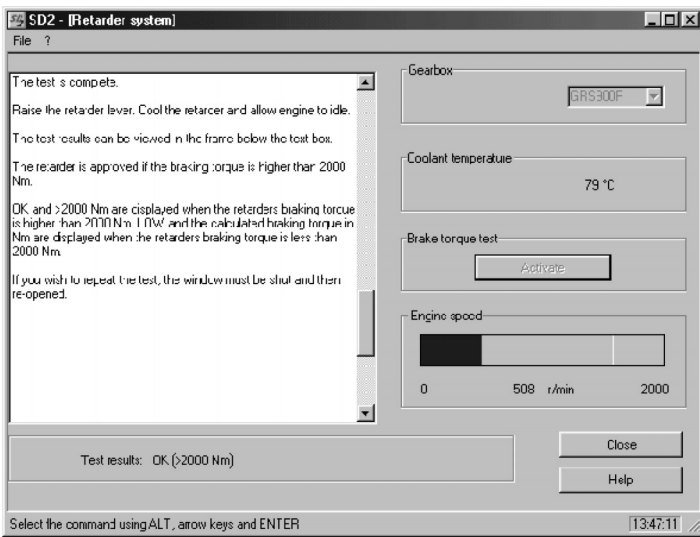 SD2 - [Retarder system]
File ?
The test is complete.
Raise the retarder lever. Cool the retarder and allow engine to idle.
The test results can be viewed in the frame below the text box.
The retarder is approved if the braking torque is higher than 2000
Nm.
OK and >2000 Nm are displayed when the retarders braking torque
is higher than 2000 Nm. LOW and the calculated braking torque in
Nm are displayed when the retarders braking torque is less than
2000 Nm.
If you wish to repeat the test, the window must be shut and then
re-opened.
Gearbox
GRS900F
Coolant temperature
79 °C
Brake torque test
Activate
Engine speed
0 508 r/min 2000
Test results: OK (>2000 Nm)
Close
Help
Select the command using ALT, arrow keys and ENTER
13:47:11